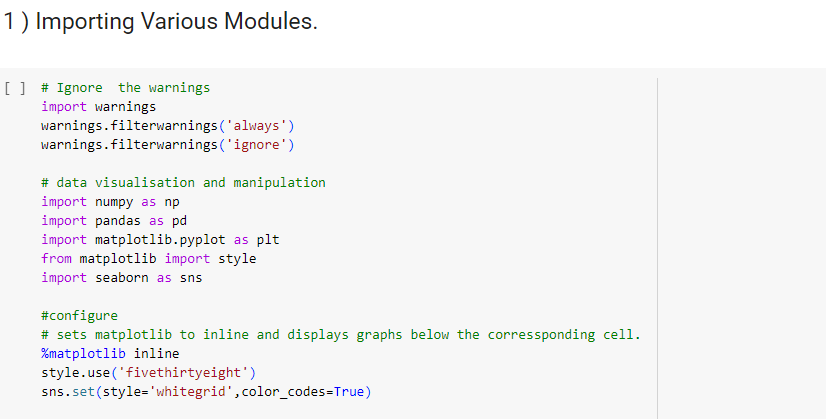 1 ) Importing Various Modules.
[ ] # Ignore  the warnings
import warnings
warnings.filterwarnings('always')
warnings.filterwarnings('ignore')
# data visualisation and manipulation
import numpy as np
import pandas as pd
import matplotlib.pyplot as plt
from matplotlib import style
import seaborn as sns
#configure
# sets matplotlib to inline and displays graphs below the corressponding cell.
%matplotlib inline
style.use('fivethirtyeight')
sns.set(style='whitegrid',color_codes=True)